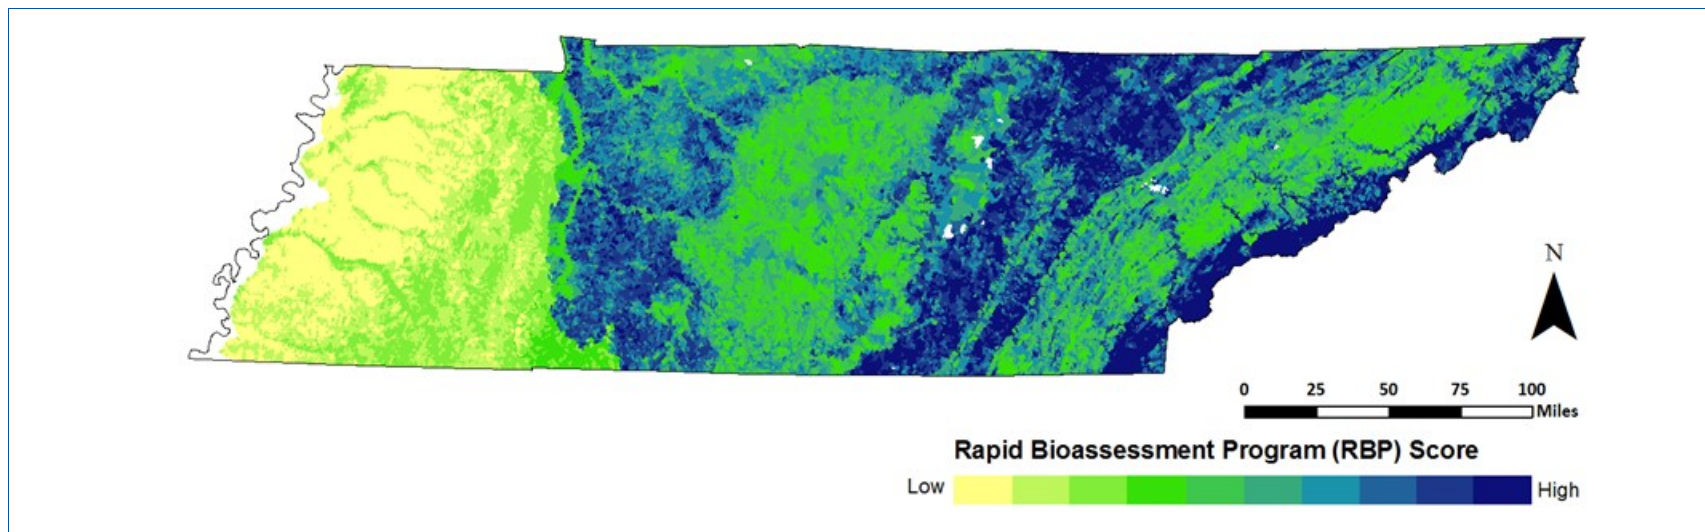 N
0 25 50 75 100
Miles
Rapid Bioassessment Program (RBP) Score
Low High